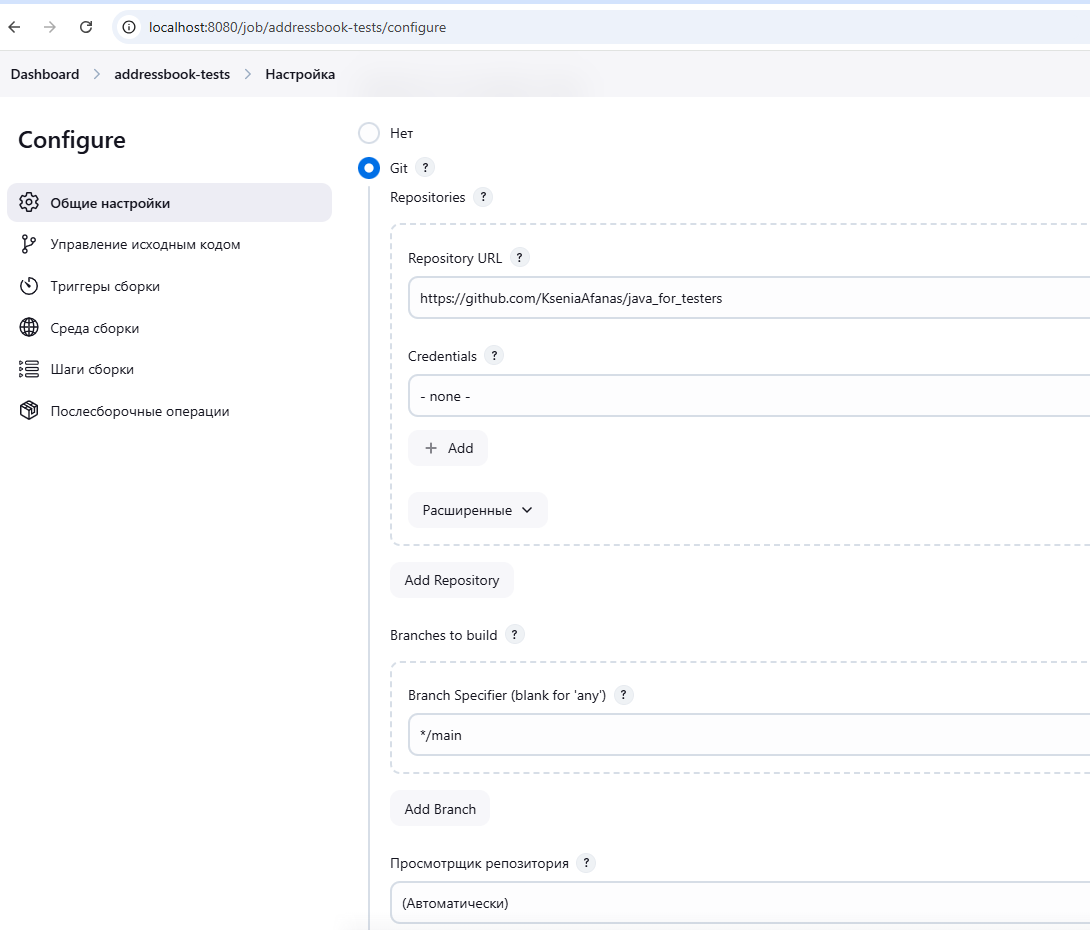 localhost:8080/job/addressbook-tests/configure
Dashboard > addressbook-tests > Настройка
Configure
Общие настройки
Управление исходным кодом
Триггеры сборки
Среда сборки
Шаги сборки
Послесборочные операции
Нет
Git ?
Repositories ?
Repository URL ?
https://github.com/KseniaAfanas/java_for_testers
Credentials ?
- none -
+ Add
Расширенные
Add Repository
Branches to build ?
Branch Specifier (blank for 'any') ?
*/main
Add Branch
Просмотрщик репозитория ?
(Автоматически)